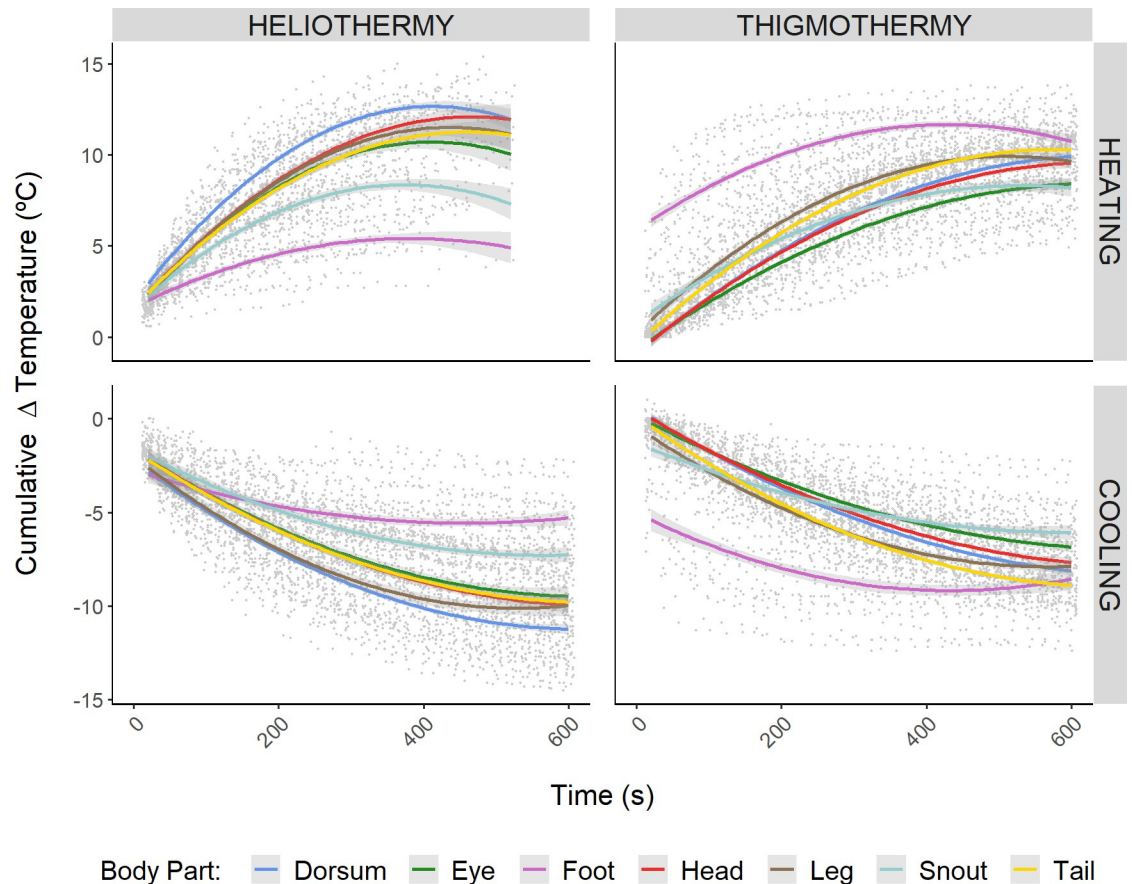 HELIOTHERMY THIGMOTHERMY
15
10
5
0
HEATING
0
-5
-10
-15
COOLING
Cumulative Δ Temperature (ºC)
0 200 400 600 0 200 400 600
Time (s)
Body Part: Dorsum Eye Foot Head Leg Snout Tail